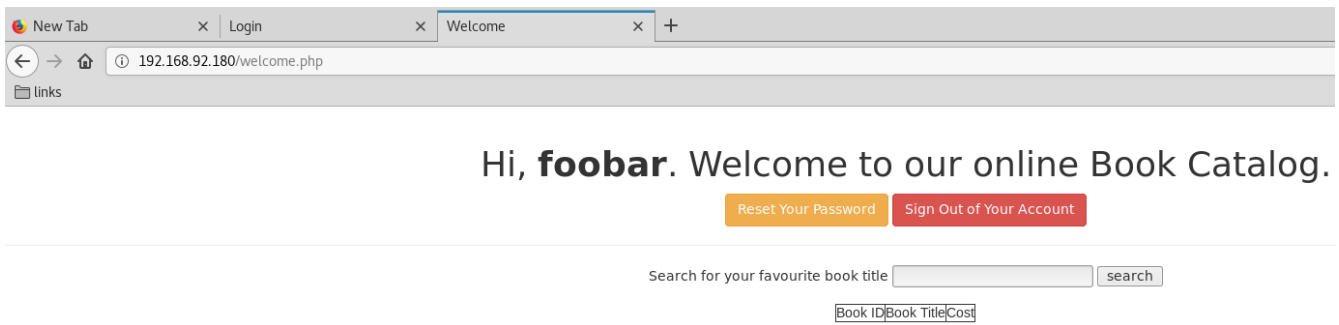 New Tab Login Welcome
192.168.92.180/welcome.php
links
Hi, foobar. Welcome to our online Book Catalog.
Reset Your Password Sign Out of Your Account
Search for your favourite book title search
Book ID Book Title Cost